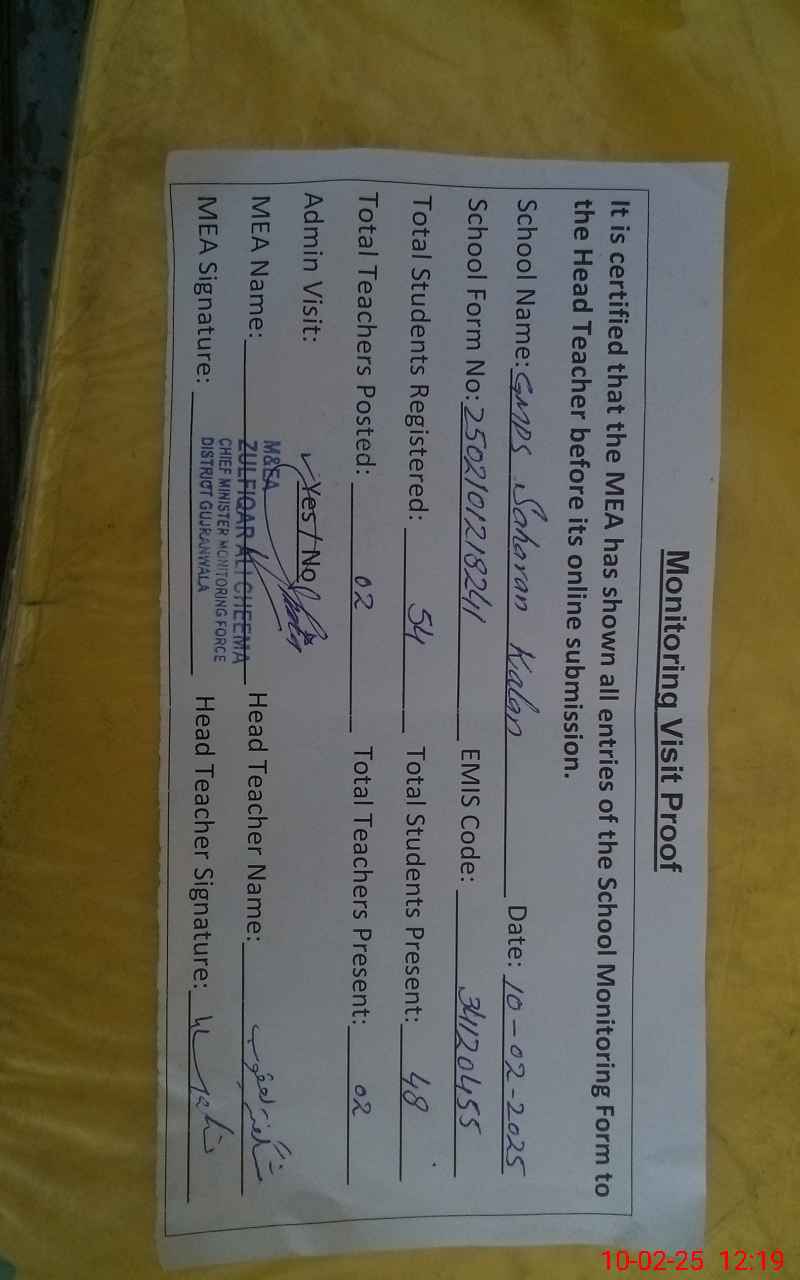 Monitoring Visit Proof
It is certified that the MEA has shown all entries of the School Monitoring Form to
the Head Teacher before its online submission.
School Name: GMPS Saharan Kalan Date: 10-02-2025
School Form No: 250210121824 EMIS Code: 34120455
Total Students Registered: 54 Total Students Present: 48
Total Teachers Posted: 02 Total Teachers Present: 02
Admin Visit: ✓ Yes / No
MEA Name: Head Teacher Name:
MEA Signature: Head Teacher Signature:
M&EA
ZULFIQAR ALI CHEEMA
CHIEF MINISTER MONITORING FORCE
DISTRICT GUJRANWALA
10-02-25 12:19